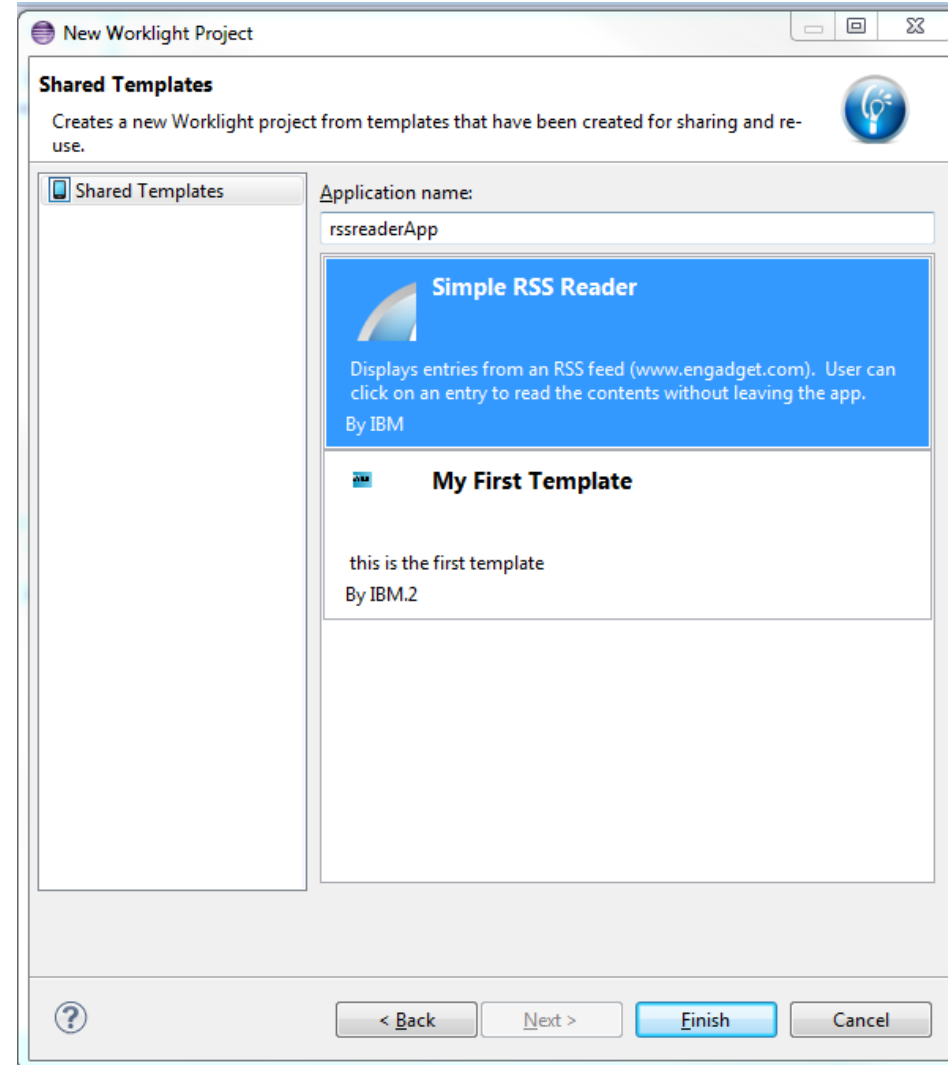 New Worklight Project
Shared Templates
Creates a new Worklight project from templates that have been created for sharing and re-
use.
Shared Templates
Application name:
rssreaderApp
Simple RSS Reader
Displays entries from an RSS feed (www.engadget.com). User can
click on an entry to read the contents without leaving the app.
By IBM
My First Template
this is the first template
By IBM.2
?
< Back
Next >
Finish
Cancel